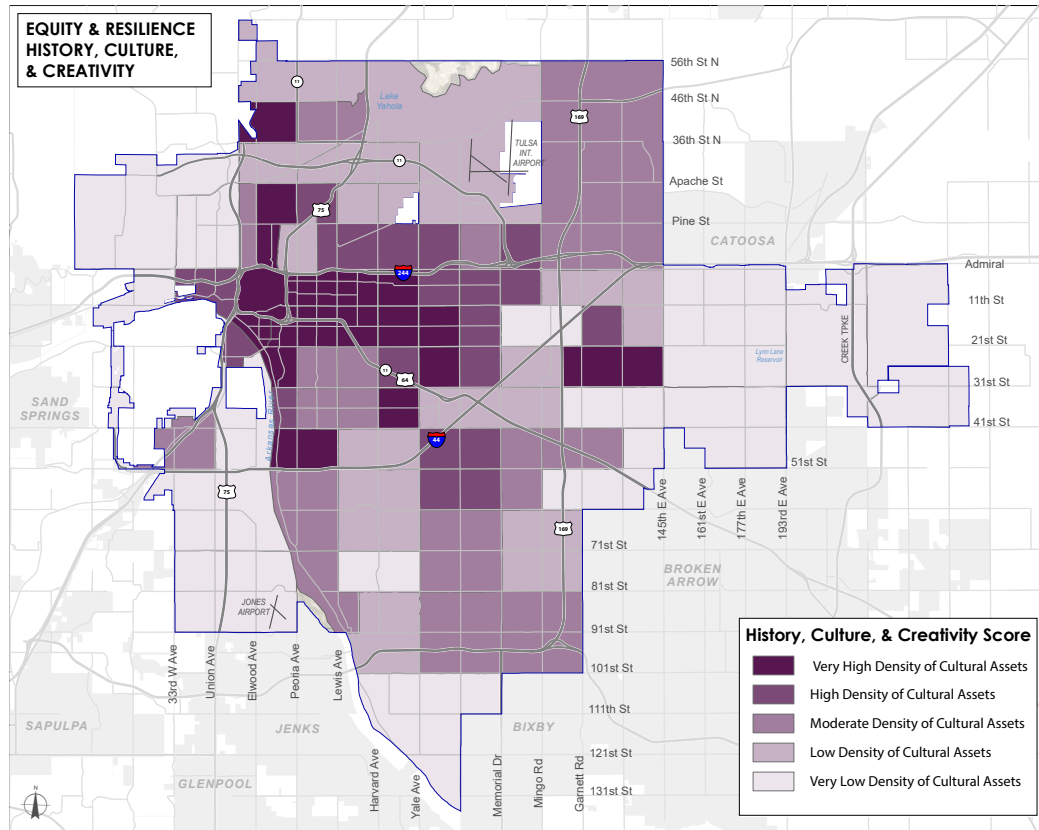 EQUITY & RESILIENCE
HISTORY, CULTURE,
& CREATIVITY
56th St N
46th St N
36th St N
Apache St
Pine St
CATOOSA
Admiral
11th St
21st St
31st St
41st St
51st St
CREEK TPKE
Lynn Lane
Reservoir
Lake
Yahola
TULSA
INT.
AIRPORT
11
169
11
75
244
11
64
44
75
169
Arkansas River
SAND
SPRINGS
145th E Ave
161st E Ave
177th E Ave
193rd E Ave
BROKEN
ARROW
71st St
81st St
91st St
101st St
111th St
121st St
131st St
JONES
AIRPORT
33rd W Ave
Union Ave
Elwood Ave
Peoria Ave
Lewis Ave
Harvard Ave
Yale Ave
Memorial Dr
Mingo Rd
Garnett Rd
SAPULPA
JENKS
BIXBY
GLENPOOL
N
History, Culture, & Creativity Score
Very High Density of Cultural Assets
High Density of Cultural Assets
Moderate Density of Cultural Assets
Low Density of Cultural Assets
Very Low Density of Cultural Assets